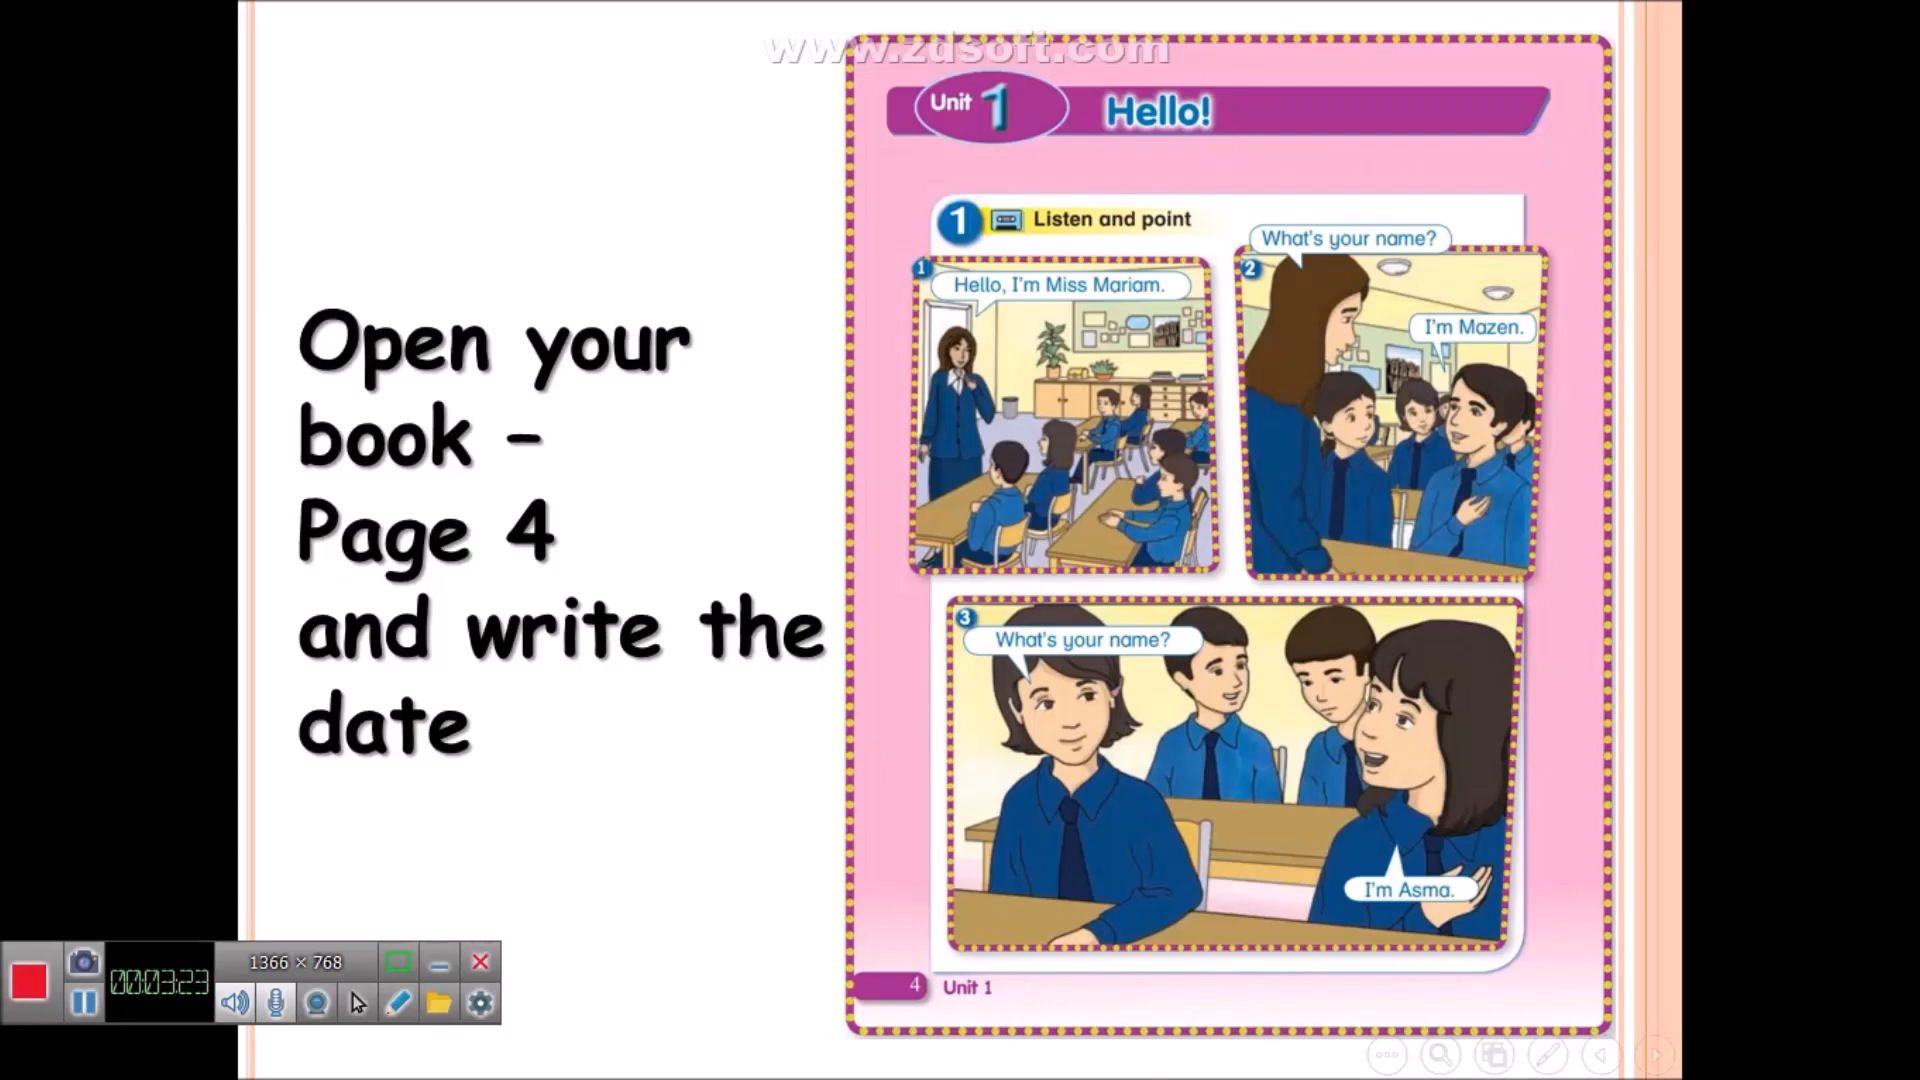 www.zdsoft.com
Open your
book –
Page 4
and write the
date
Unit 1
Hello!
1 Listen and point
1
Hello, I'm Miss Mariam.
2
What's your name?
I'm Mazen.
3
What's your name?
I'm Asma.
4 Unit 1
00:03:23
1366 × 768